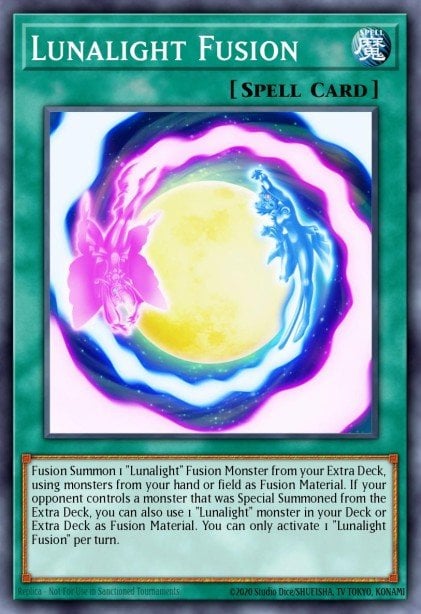 Lunalight Fusion
SPELL
魔
[ Spell Card ]
Fusion Summon 1 "Lunalight" Fusion Monster from your Extra Deck,
using monsters from your hand or field as Fusion Material. If your
opponent controls a monster that was Special Summoned from the
Extra Deck, you can also use 1 "Lunalight" monster in your Deck or
Extra Deck as Fusion Material. You can only activate 1 "Lunalight
Fusion" per turn.
Replica - Not For Use in Sanctioned Tournaments
©2020 Studio Dice/SHUEISHA, TV TOKYO, KONAMI